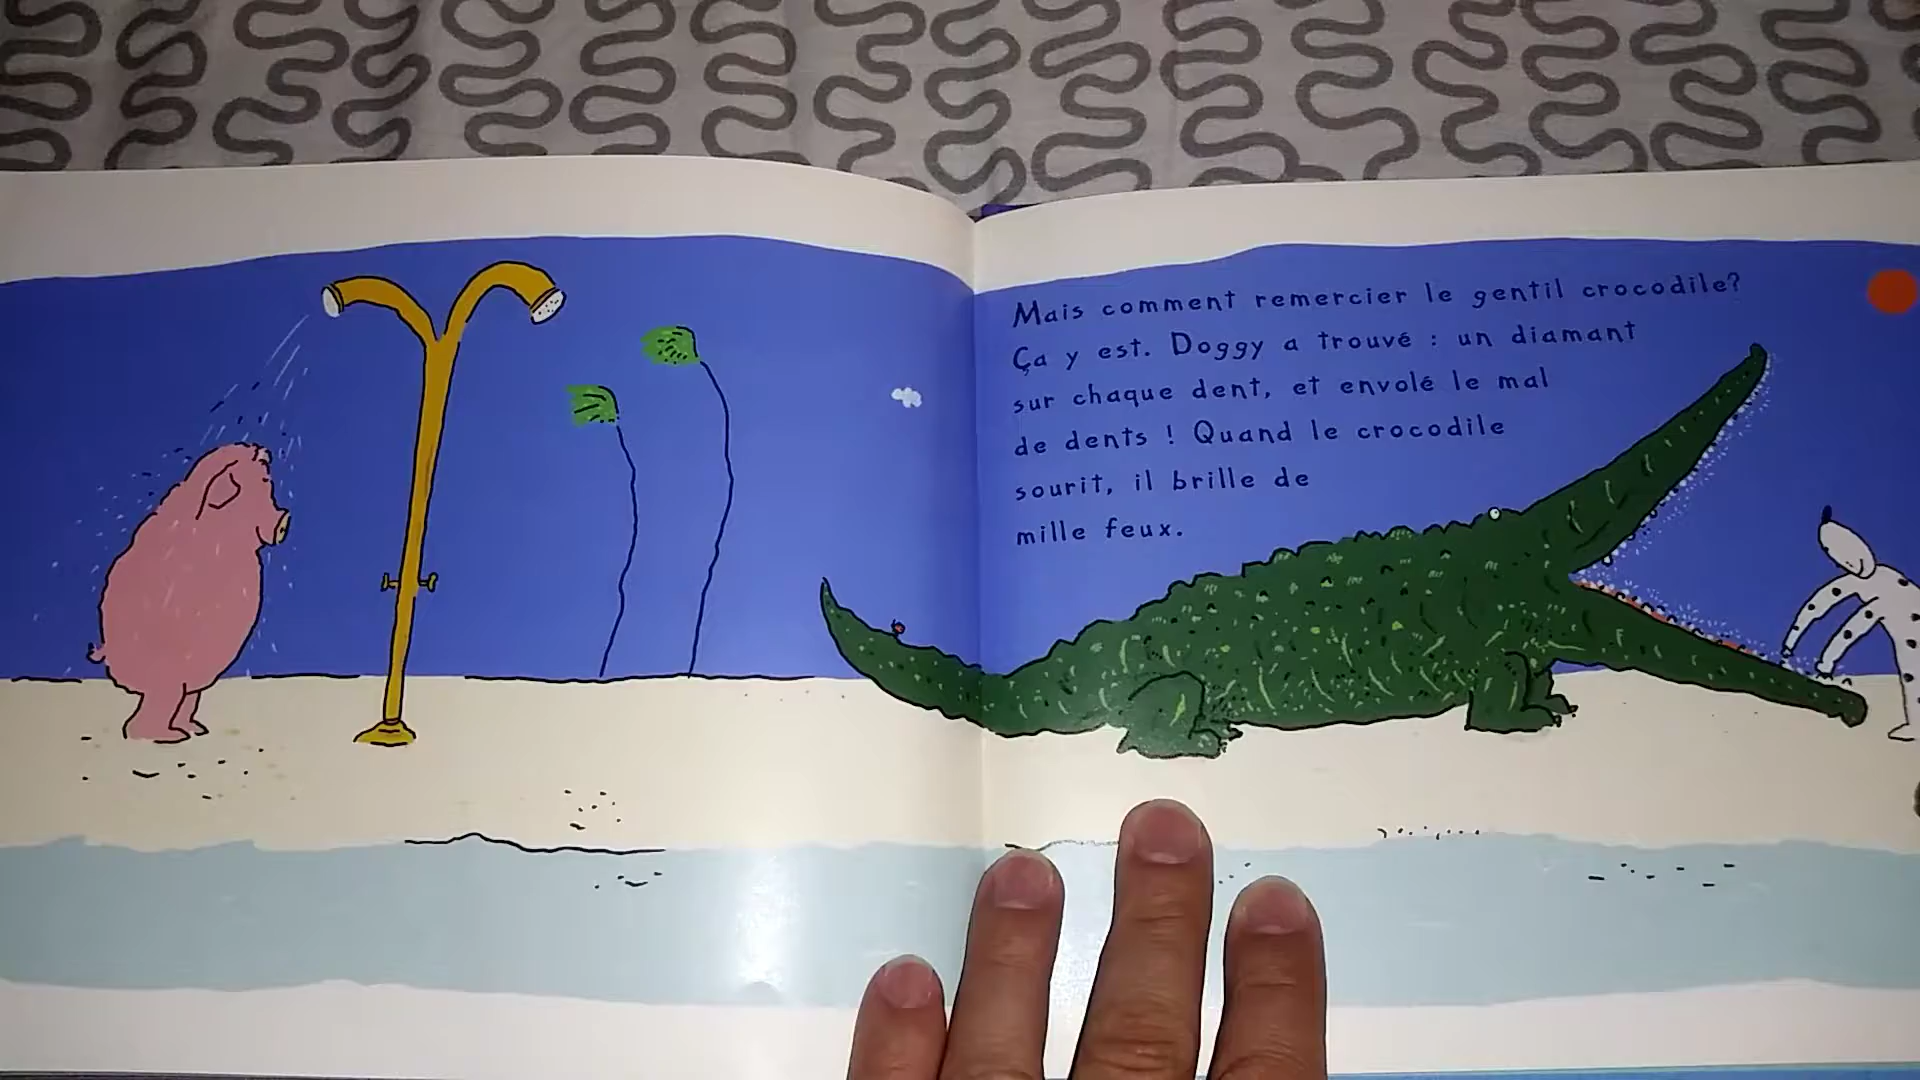 Mais comment remercier le gentil crocodile?
Ça y est. Doggy a trouvé : un diamant
sur chaque dent, et envolé le mal
de dents ! Quand le crocodile
sourit, il brille de
mille feux.